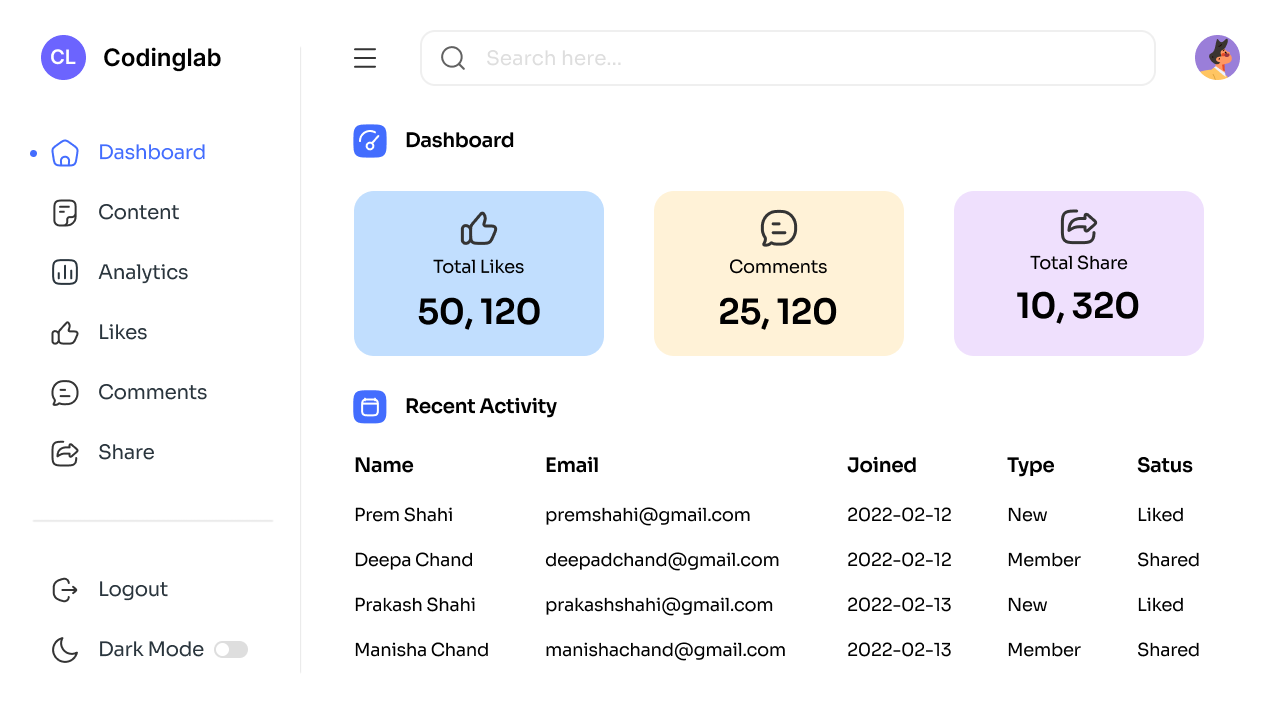 CL Codinglab
Search here...
Dashboard
Content
Analytics
Likes
Comments
Share
Logout
Dark Mode
Dashboard
Total Likes
50, 120
Comments
25, 120
Total Share
10, 320
Recent Activity
Name Email Joined Type Satus
Prem Shahi premshahi@gmail.com 2022-02-12 New Liked
Deepa Chand deepadchand@gmail.com 2022-02-12 Member Shared
Prakash Shahi prakashshahi@gmail.com 2022-02-13 New Liked
Manisha Chand manishachand@gmail.com 2022-02-13 Member Shared